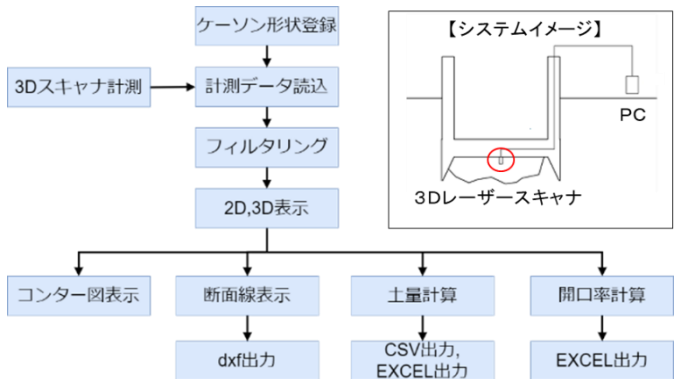 ケーソン形状登録
3Dスキャナ計測
計測データ読込
フィルタリング
2D,3D表示
コンター図表示
断面線表示
土量計算
開口率計算
dxf出力
CSV出力,
EXCEL出力
EXCEL出力
【システムイメージ】
PC
3Dレーザースキャナ